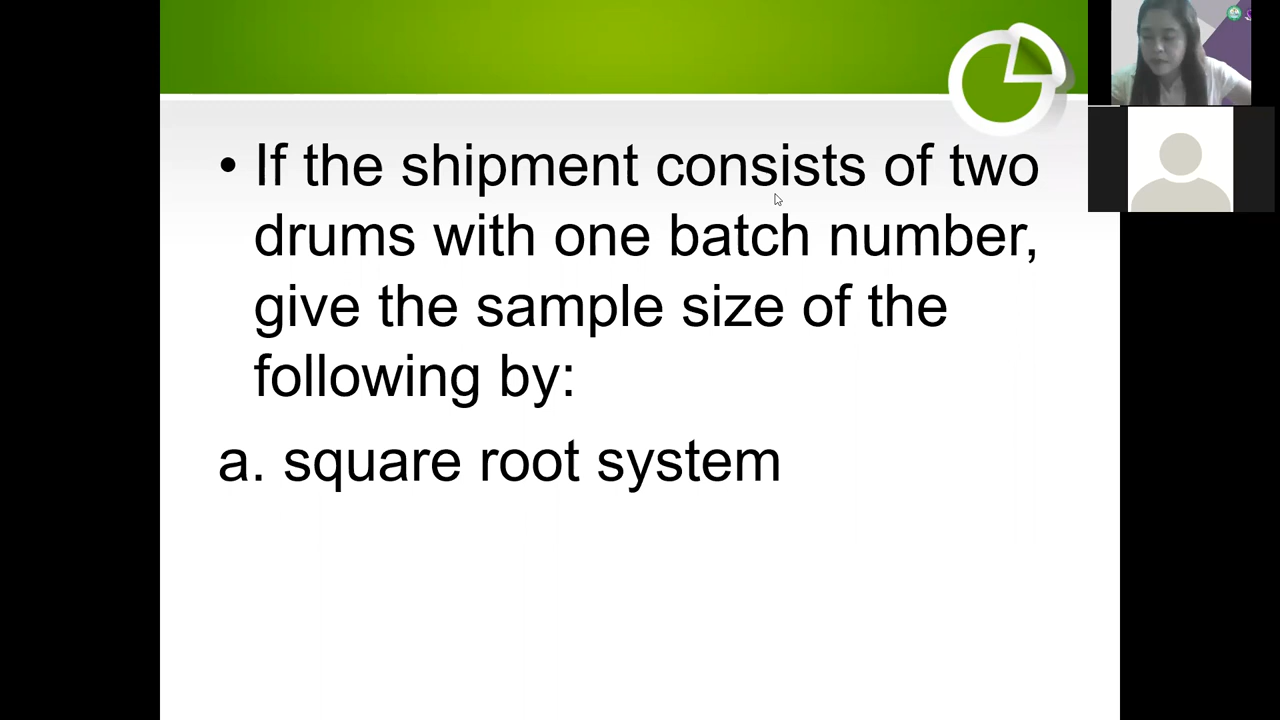 • If the shipment consists of two
drums with one batch number,
give the sample size of the
following by:
a. square root system